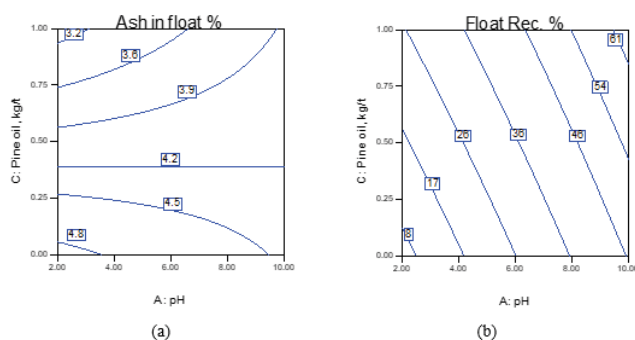 Ash in float %
1.00
0.75
0.50
0.25
0.00
C: Pine oil, kg/t
3.2
3.6
3.9
4.2
4.5
4.8
2.00 4.00 6.00 8.00 10.00
A: pH
(a)
Float Rec. %
1.00
0.75
0.50
0.25
0.00
C: Pine oil, kg/t
61
54
26 36 46
17
8
2.00 4.00 6.00 8.00 10.00
A: pH
(b)